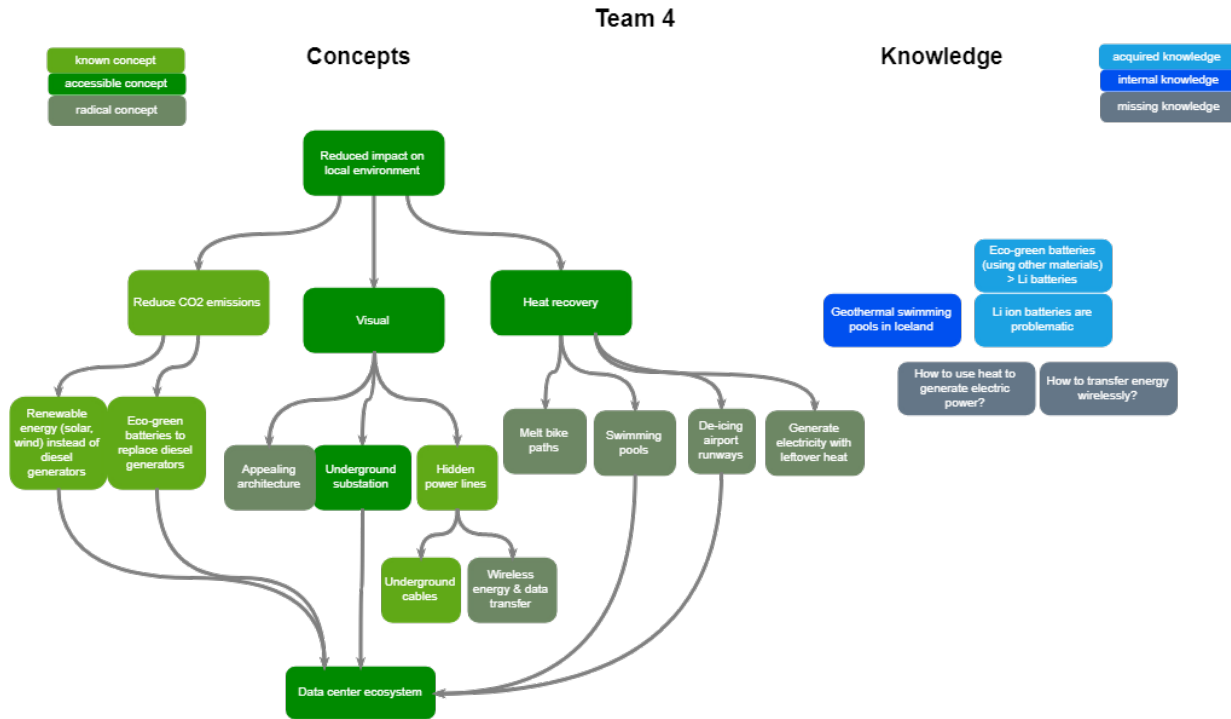 Team 4
Concepts
Knowledge
known concept
accessible concept
radical concept
acquired knowledge
internal knowledge
missing knowledge
Reduced impact on
local environment
Reduce CO2 emissions
Visual
Heat recovery
Eco-green batteries
(using other materials)
> Li batteries
Geothermal swimming
pools in Iceland
Li ion batteries are
problematic
How to use heat to
generate electric
power?
How to transfer energy
wirelessly?
Renewable
energy (solar,
wind) instead of
diesel
generators
Eco-green
batteries to
replace diesel
generators
Appealing
architecture
Underground
substation
Hidden
power lines
Melt bike
paths
Swimming
pools
De-icing
airport
runways
Generate
electricity with
leftover heat
Underground
cables
Wireless
energy & data
transfer
Data center ecosystem